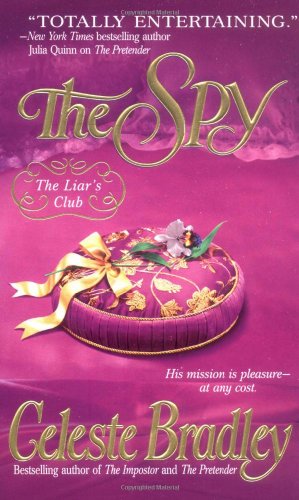 "TOTALLY ENTERTAINING."
—New York Times bestselling author
Julia Quinn on The Pretender
The Spy
The Liar's
Club
His mission is pleasure—
at any cost.
Celeste Bradley
Bestselling author of The Impostor and The Pretender